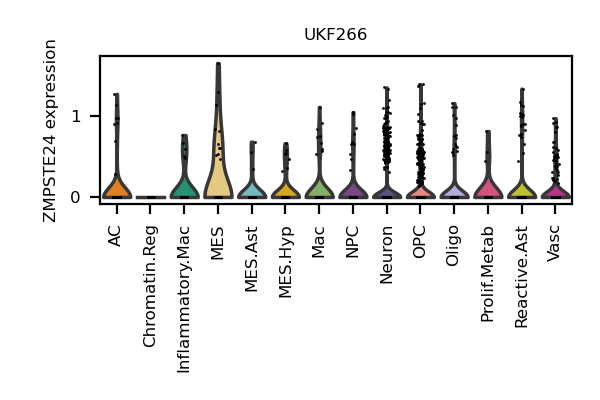 UKF266
ZMPSTE24 expression
1
0
AC
Chromatin.Reg
Inflammatory.Mac
MES
MES.Ast
MES.Hyp
Mac
NPC
Neuron
OPC
Oligo
Prolif.Metab
Reactive.Ast
Vasc